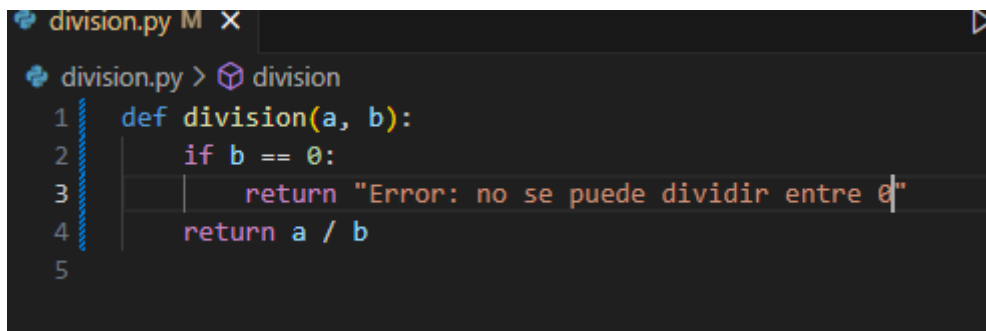 division.py M X
division.py > division
1 def division(a, b):
2     if b == 0:
3         return "Error: no se puede dividir entre 0"
4     return a / b
5